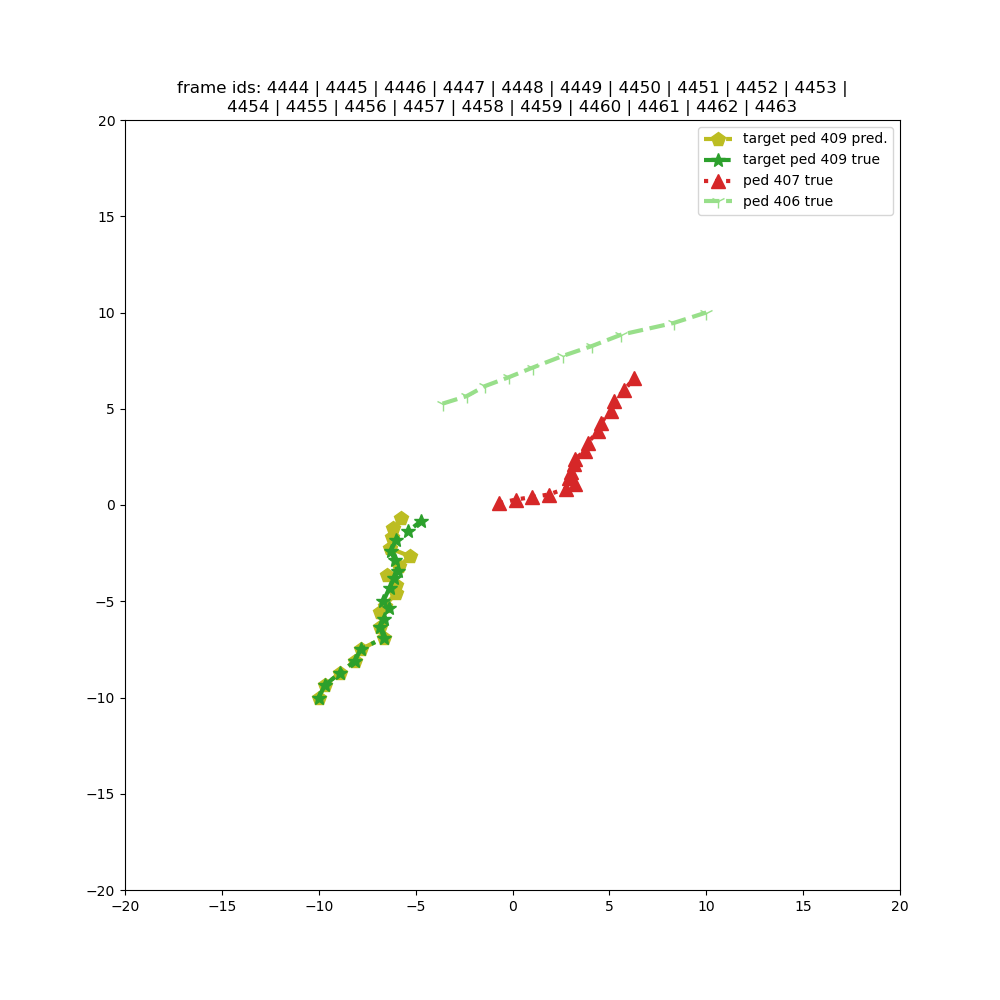 frame ids: 4444 | 4445 | 4446 | 4447 | 4448 | 4449 | 4450 | 4451 | 4452 | 4453 |
4454 | 4455 | 4456 | 4457 | 4458 | 4459 | 4460 | 4461 | 4462 | 4463
target ped 409 pred.
target ped 409 true
ped 407 true
ped 406 true
20
15
10
5
0
−5
−10
−15
−20
−20 −15 −10 −5 0 5 10 15 20